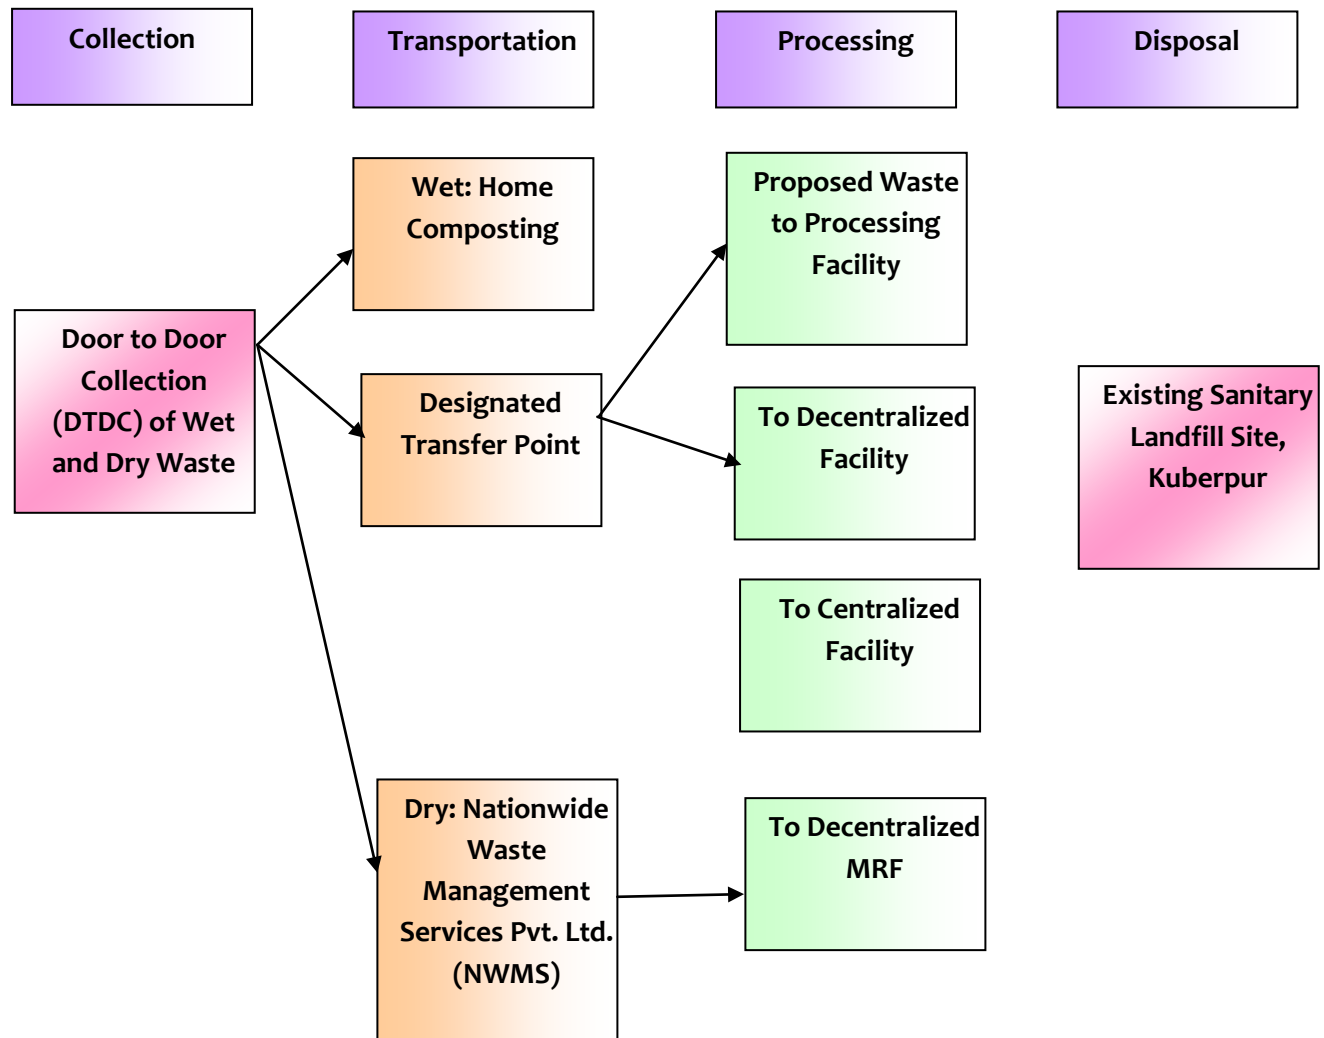 Collection
Transportation
Processing
Disposal
Wet: Home
Composting
Proposed Waste
to Processing
Facility
Door to Door
Collection
(DTDC) of Wet
and Dry Waste
Designated
Transfer Point
To Decentralized
Facility
Existing Sanitary
Landfill Site,
Kuberpur
To Centralized
Facility
Dry: Nationwide
Waste
Management
Services Pvt. Ltd.
(NWMS)
To Decentralized
MRF